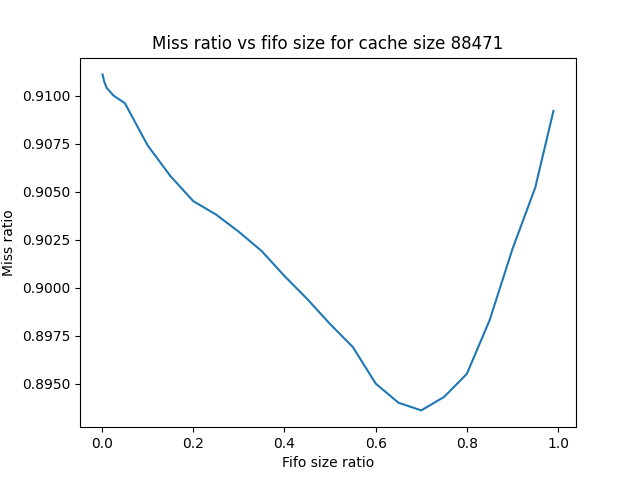 Miss ratio vs fifo size for cache size 88471
Miss ratio
0.9100
0.9075
0.9050
0.9025
0.9000
0.8975
0.8950
0.0 0.2 0.4 0.6 0.8 1.0
Fifo size ratio